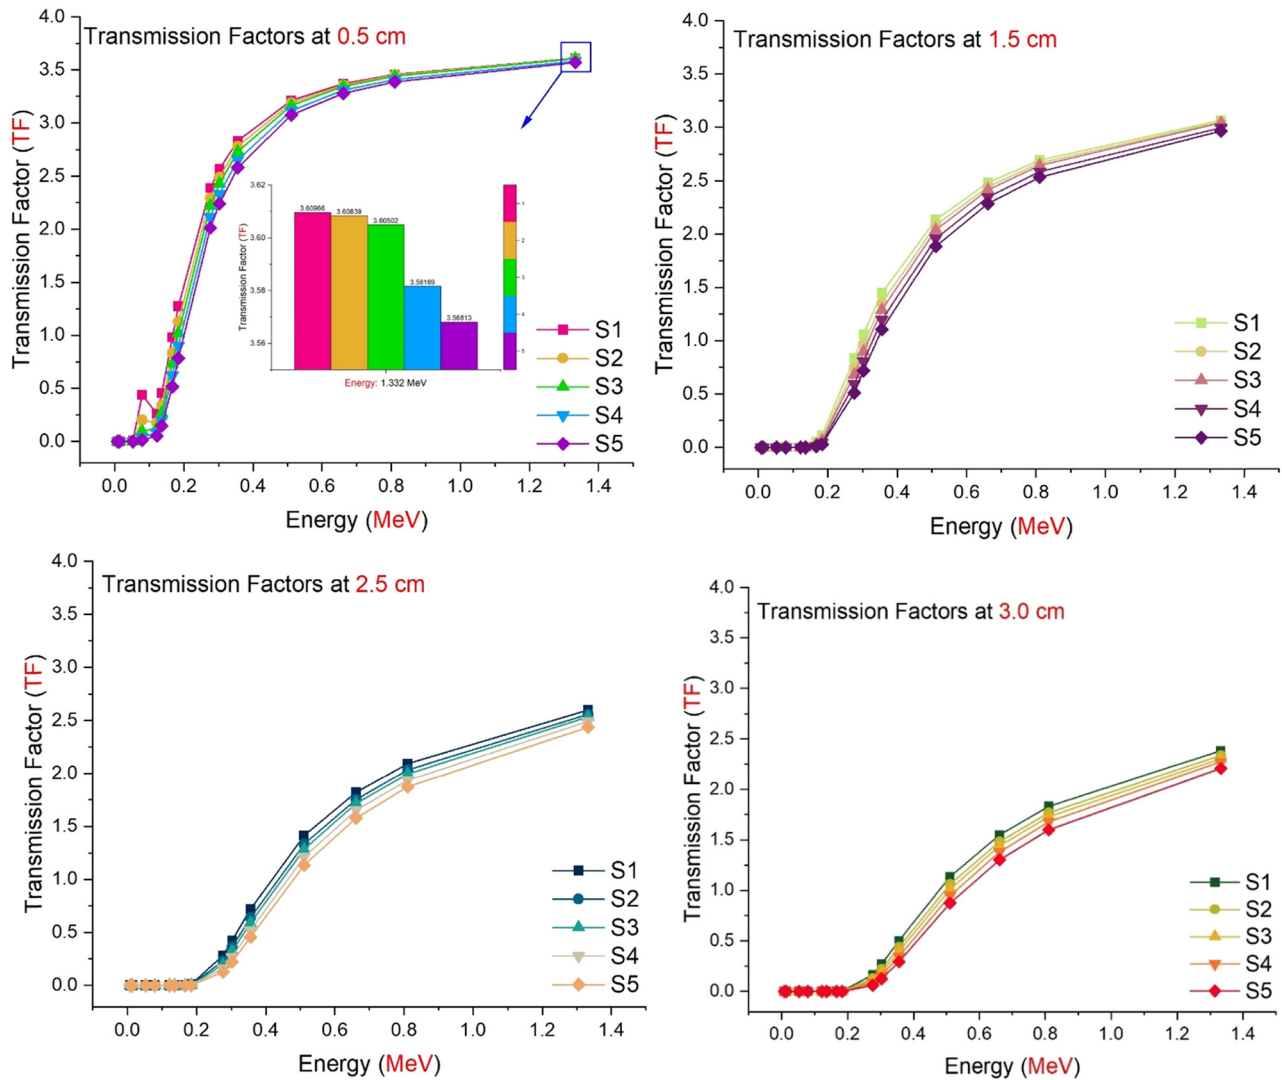 Transmission Factors at 0.5 cm
4.0
3.5
3.0
2.5
2.0
1.5
1.0
0.5
0.0
Transmission Factor (TF)
0.0 0.2 0.4 0.6 0.8 1.0 1.2 1.4
Energy (MeV)
3.62
3.60
3.58
3.56
Transmission Factor (TF)
3.60966
3.60839
3.60502
3.58169
3.56813
Energy: 1.332 MeV
1
2
3
4
5
S1
S2
S3
S4
S5
Transmission Factors at 1.5 cm
4.0
3.5
3.0
2.5
2.0
1.5
1.0
0.5
0.0
Transmission Factor (TF)
0.0 0.2 0.4 0.6 0.8 1.0 1.2 1.4
Energy (MeV)
S1
S2
S3
S4
S5
Transmission Factors at 2.5 cm
4.0
3.5
3.0
2.5
2.0
1.5
1.0
0.5
0.0
Transmission Factor (TF)
0.0 0.2 0.4 0.6 0.8 1.0 1.2 1.4
Energy (MeV)
S1
S2
S3
S4
S5
Transmission Factors at 3.0 cm
4.0
3.5
3.0
2.5
2.0
1.5
1.0
0.5
0.0
Transmission Factor (TF)
0.0 0.2 0.4 0.6 0.8 1.0 1.2 1.4
Energy (MeV)
S1
S2
S3
S4
S5